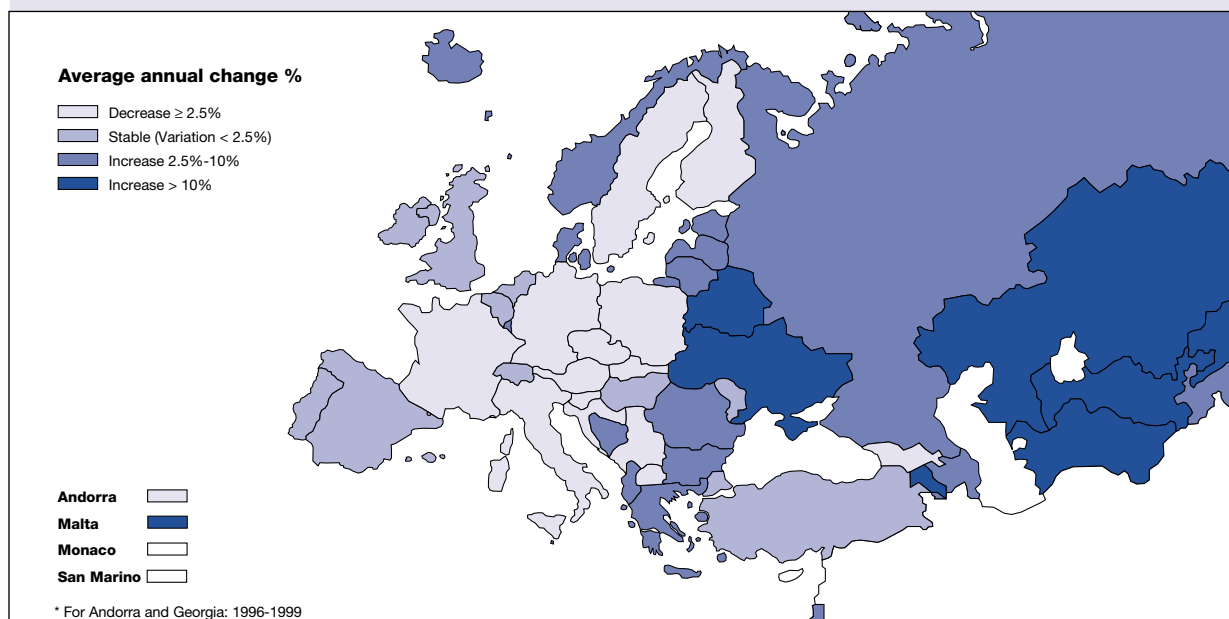 Average annual change %
Decrease ≥ 2.5%
Stable (Variation < 2.5%)
Increase 2.5%-10%
Increase > 10%
Andorra
Malta
Monaco
San Marino
* For Andorra and Georgia: 1996-1999